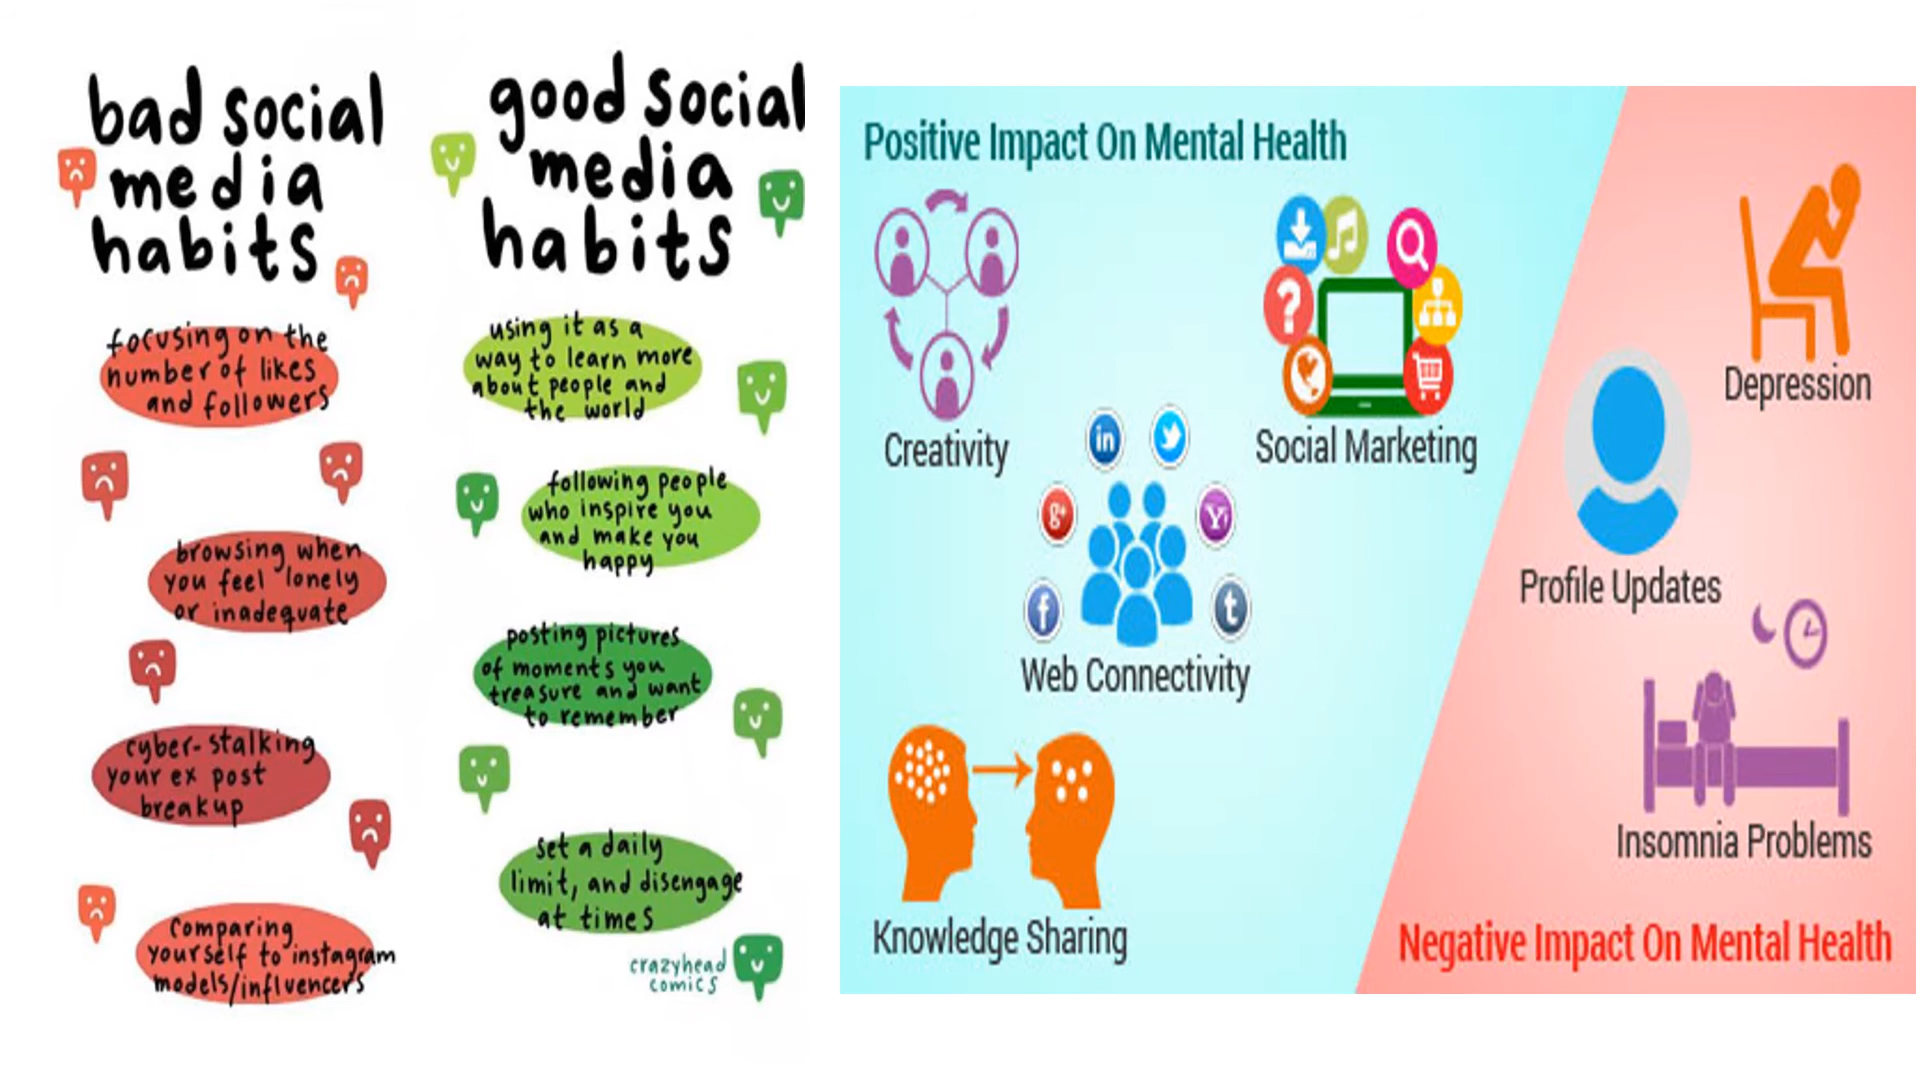 bad social
media
habits
focusing on the
number of likes
and followers
browsing when
you feel lonely
or inadequate
cyber-stalking
your ex post
breakup
Comparing
yourself to instagram
models/influencers
good social
media
habits
using it as a
way to learn more
about people and
the world
following people
who inspire you
and make you
happy
posting pictures
of moments you
treasure and want
to remember
set a daily
limit, and disengage
at times
crazyhead
comics
Positive Impact On Mental Health
Creativity
Social Marketing
?
in
g+
Y!
f
t
Web Connectivity
Knowledge Sharing
Depression
Profile Updates
Insomnia Problems
Negative Impact On Mental Health